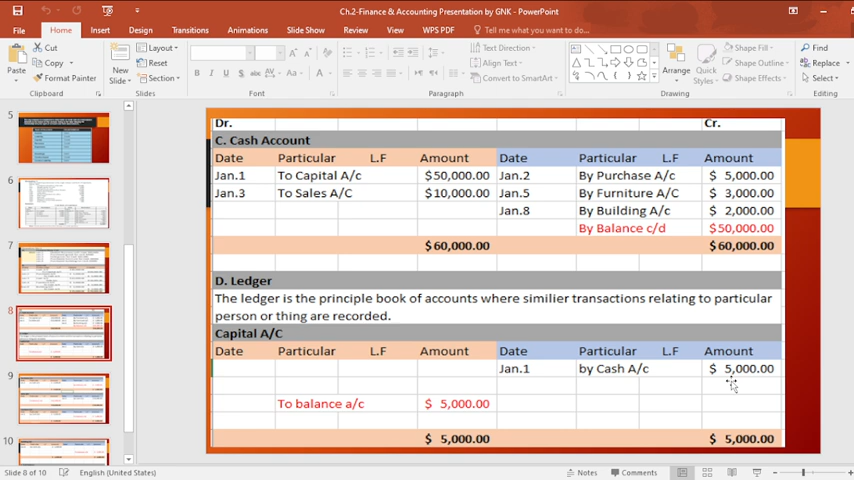 Ch.2-Finance & Accounting Presentation by GNK - PowerPoint
File Home Insert Design Transitions Animations Slide Show Review View WPS PDF Tell me what you want to do...
Paste
Cut
Copy
Format Painter
Clipboard
New
Slide
Layout
Reset
Section
Slides
B I U S abc AV Aa A
Font
Paragraph
Text Direction
Align Text
Convert to SmartArt
Arrange
Quick
Styles
Shape Fill
Shape Outline
Shape Effects
Drawing
Find
Replace
Select
Editing
5
6
7
8
9
10
Dr. Cr.
C. Cash Account
Date Particular L.F Amount Date Particular L.F Amount
Jan.1 To Capital A/c $50,000.00 Jan.2 By Purchase A/c $ 5,000.00
Jan.3 To Sales A/C $10,000.00 Jan.5 By Furniture A/C $ 3,000.00
Jan.8 By Building A/c $ 2,000.00
By Balance c/d $50,000.00
$60,000.00 $60,000.00
D. Ledger
The ledger is the principle book of accounts where similier transactions relating to particular
person or thing are recorded.
Capital A/C
Date Particular L.F Amount Date Particular L.F Amount
Jan.1 by Cash A/c $ 5,000.00
To balance a/c $ 5,000.00
$ 5,000.00 $ 5,000.00
Slide 8 of 10 English (United States) Notes Comments